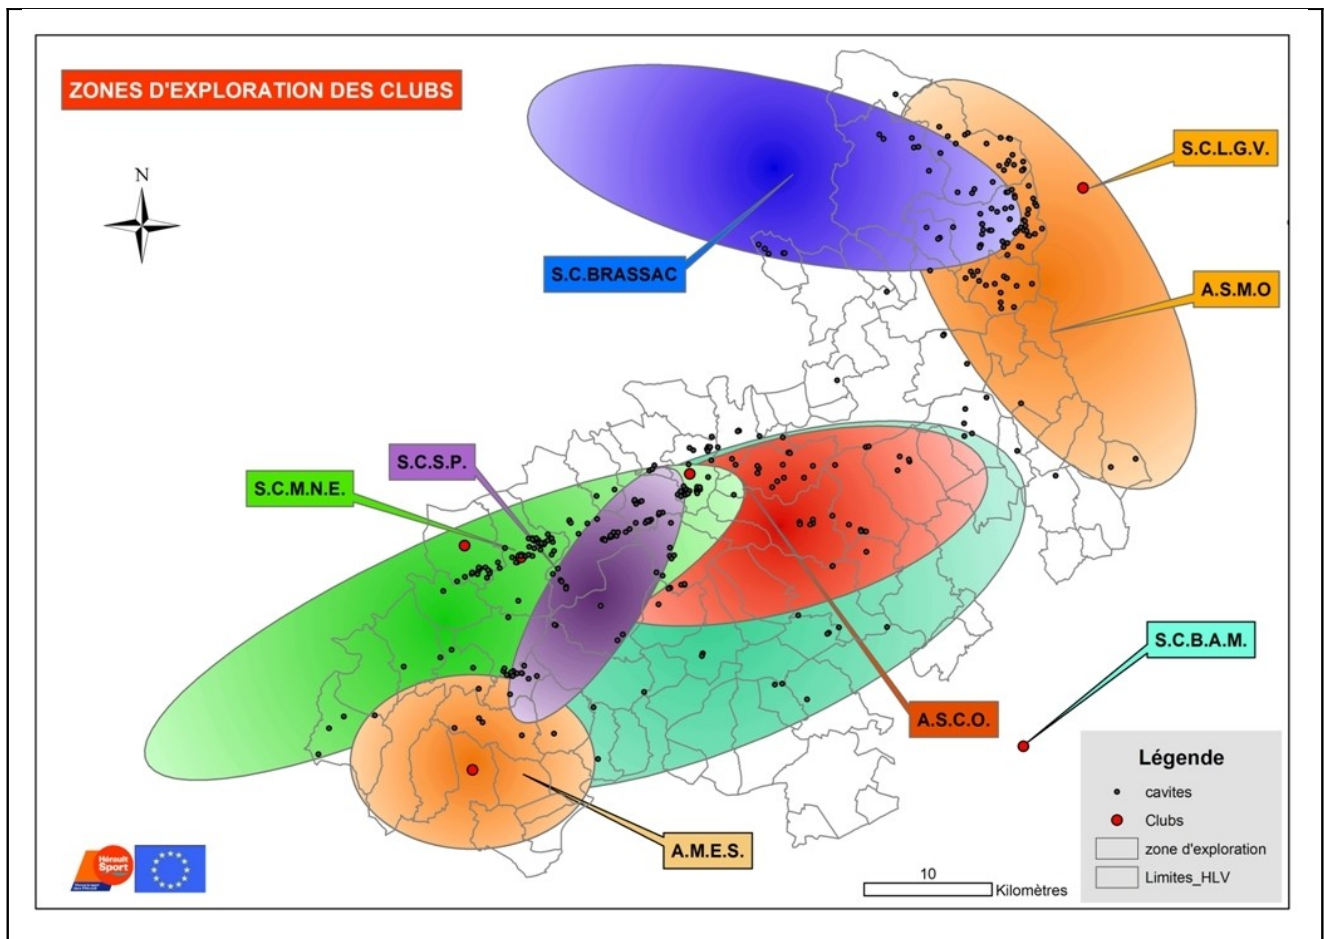 ZONES D'EXPLORATION DES CLUBS
N
S.C.L.G.V.
S.C.BRASSAC
A.S.M.O
S.C.S.P.
S.C.M.N.E.
S.C.B.A.M.
A.S.C.O.
A.M.E.S.
Légende
cavites
Clubs
zone d'exploration
Limites_HLV
Hérault
Sport
10
Kilomètres